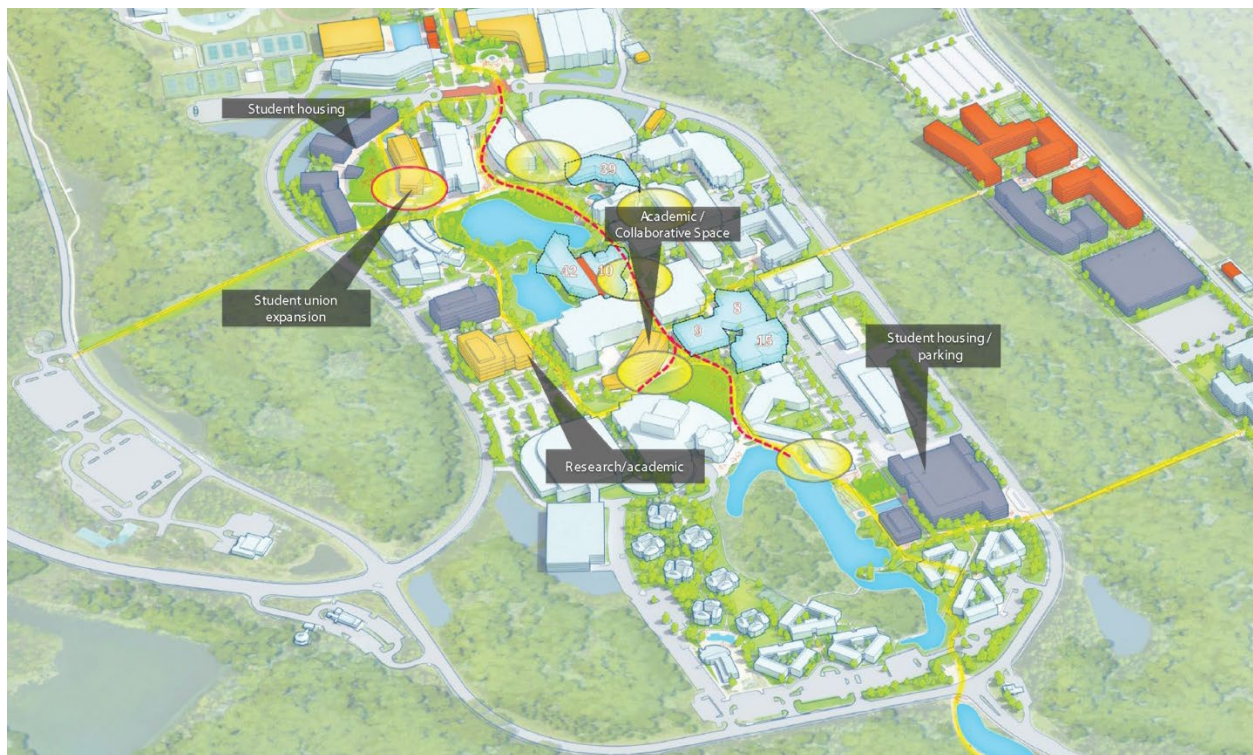 Student housing
39
Academic /
Collaborative Space
42
10
Student union
expansion
8
9
15
Student housing /
parking
Research/academic